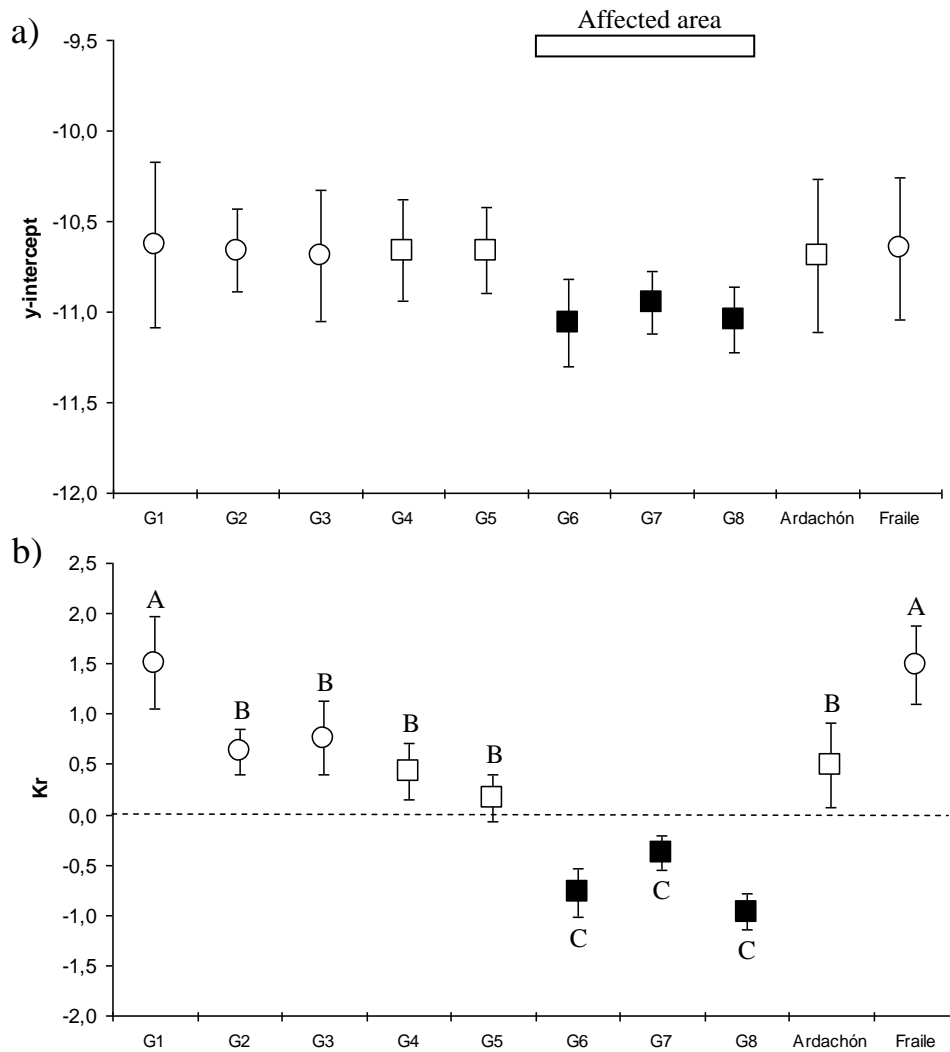 a)
Affected area
-9,5
-10,0
-10,5
-11,0
-11,5
-12,0
y-intercept
G1 G2 G3 G4 G5 G6 G7 G8 Ardachón Fraile
b)
2,5
2,0
1,5
1,0
0,5
0,0
-0,5
-1,0
-1,5
-2,0
Kr
A B B B B C C C B A
G1 G2 G3 G4 G5 G6 G7 G8 Ardachón Fraile